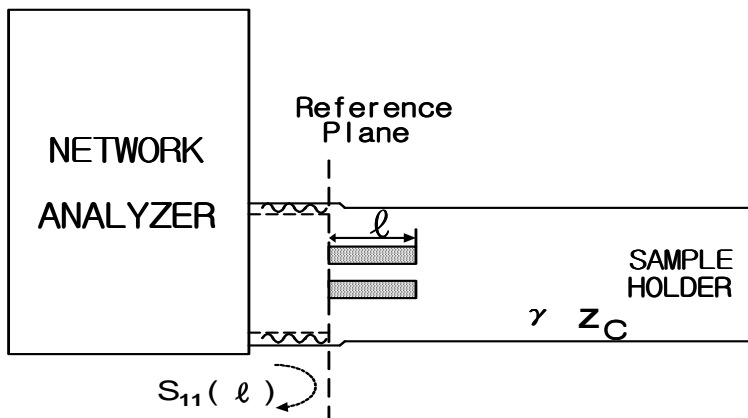 NETWORK
ANALYZER
Reference
Plane
ℓ
SAMPLE
HOLDER
γ Z_C
S₁₁( ℓ )